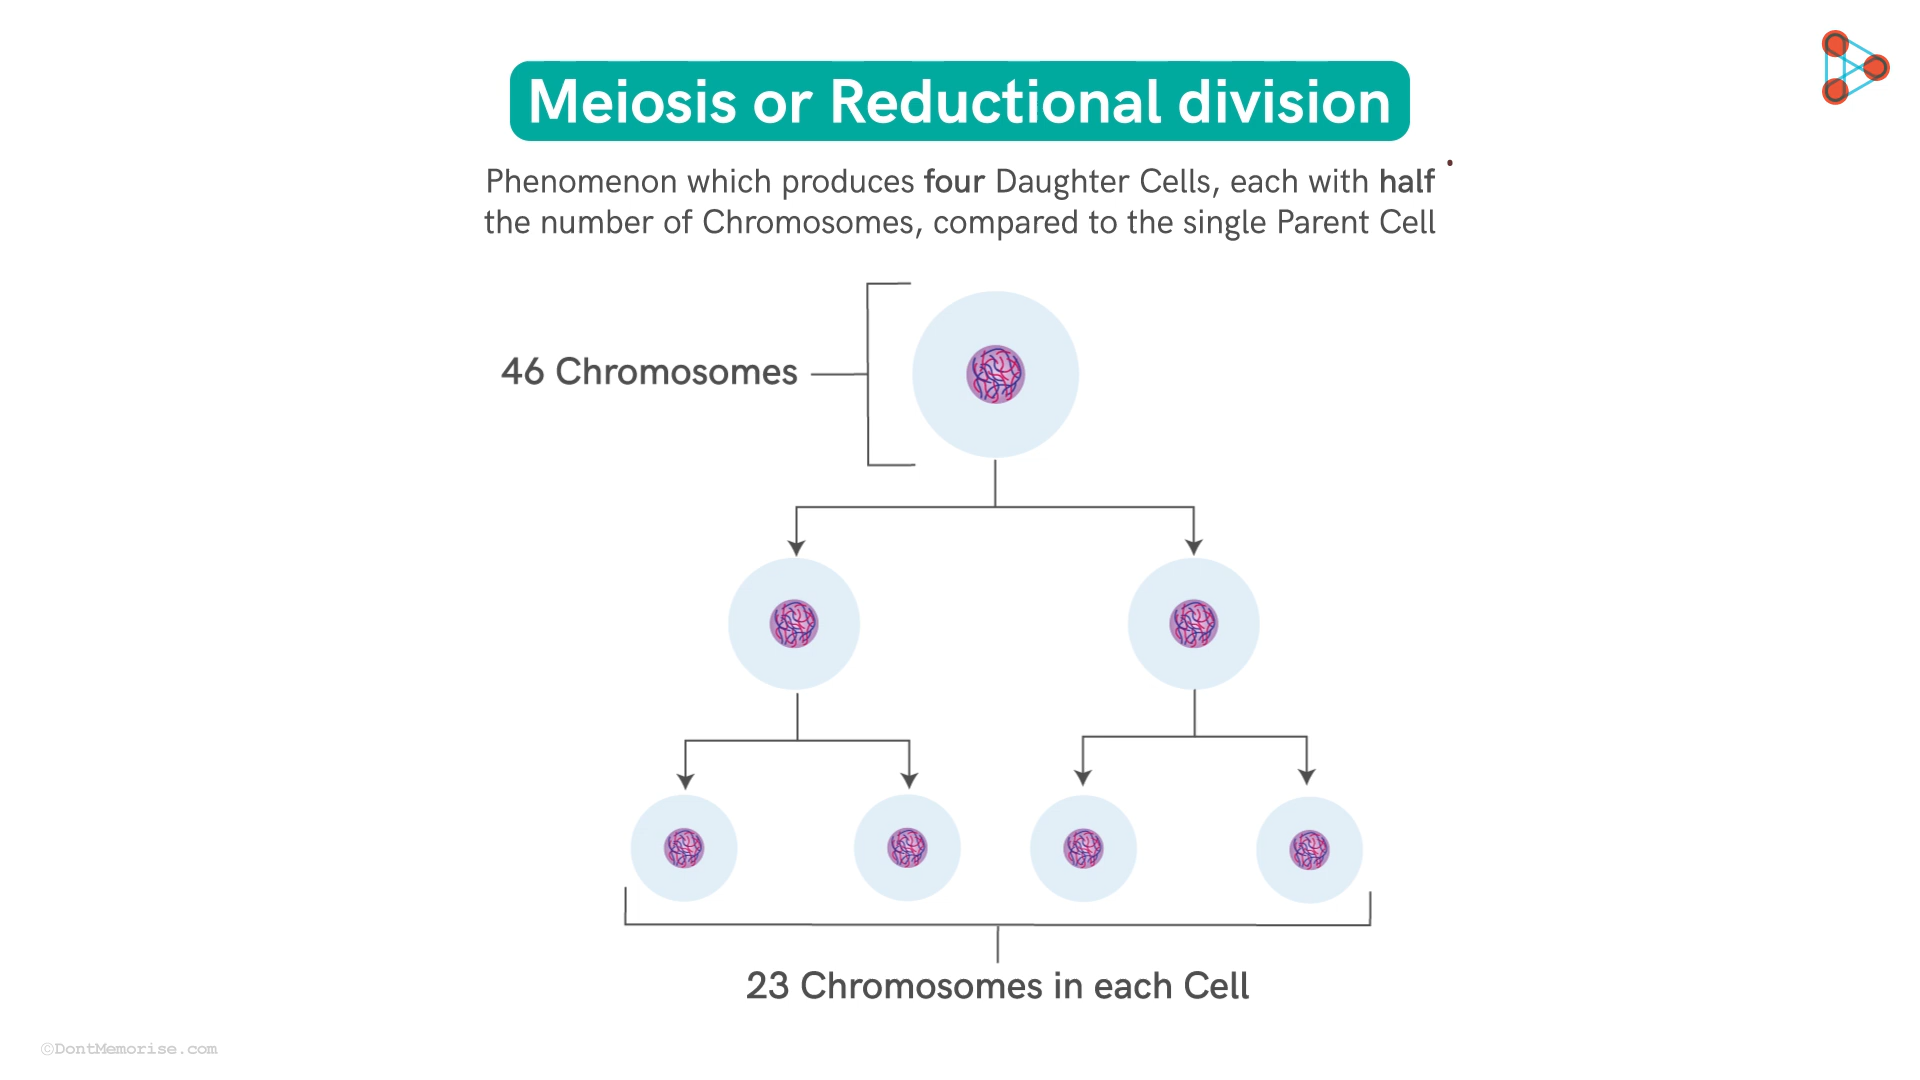 Meiosis or Reductional division
Phenomenon which produces four Daughter Cells, each with half
the number of Chromosomes, compared to the single Parent Cell
46 Chromosomes
23 Chromosomes in each Cell
©DontMemorise.com